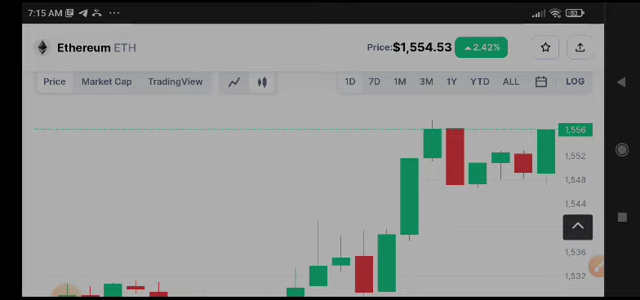 7:15 AM
Ethereum ETH
Price: $1,554.53 2.42%
Price Market Cap TradingView 1D 7D 1M 3M 1Y YTD ALL LOG
1,556
1,552
1,548
1,544
1,536
1,532